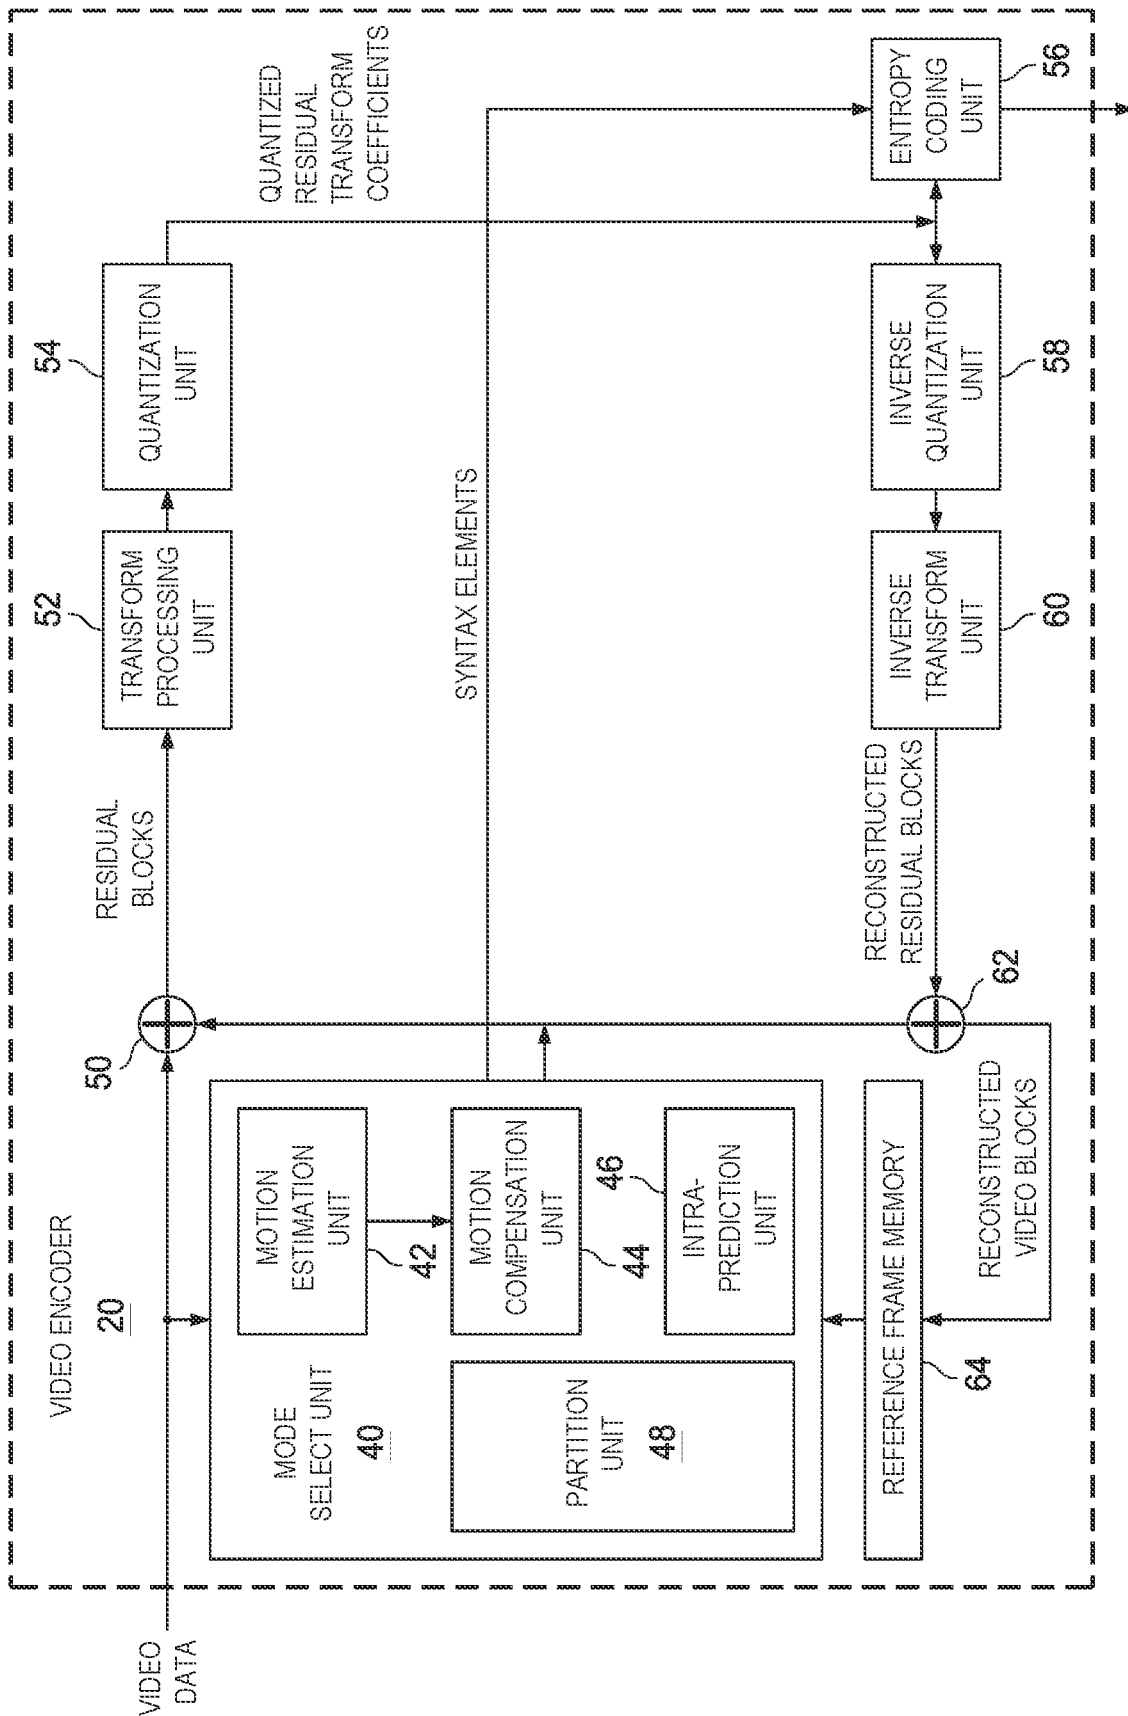 VIDEO ENCODER
20
VIDEO
DATA
50
RESIDUAL
BLOCKS
52
TRANSFORM
PROCESSING
UNIT
54
QUANTIZATION
UNIT
QUANTIZED
RESIDUAL
TRANSFORM
COEFFICIENTS
MODE
SELECT UNIT
40
MOTION
ESTIMATION
UNIT
42
MOTION
COMPENSATION
UNIT
44
PARTITION
UNIT
48
46
INTRA-
PREDICTION
UNIT
SYNTAX ELEMENTS
REFERENCE FRAME MEMORY
64
RECONSTRUCTED
VIDEO BLOCKS
62
RECONSTRUCTED
RESIDUAL BLOCKS
INVERSE
TRANSFORM
UNIT
60
INVERSE
QUANTIZATION
UNIT
58
ENTROPY
CODING
UNIT
56